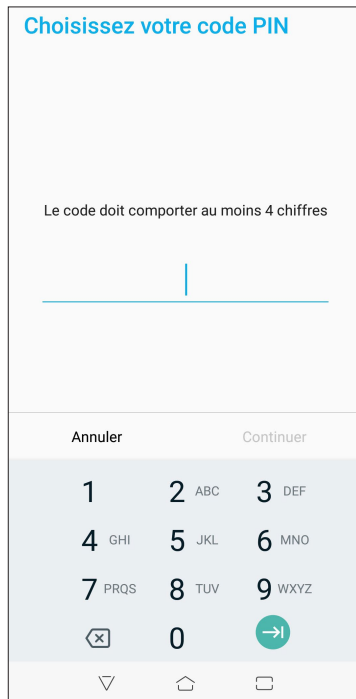 Choisissez votre code PIN
Le code doit comporter au moins 4 chiffres
Annuler Continuer
1 2 ABC 3 DEF
4 GHI 5 JKL 6 MNO
7 PRQS 8 TUV 9 WXYZ
0